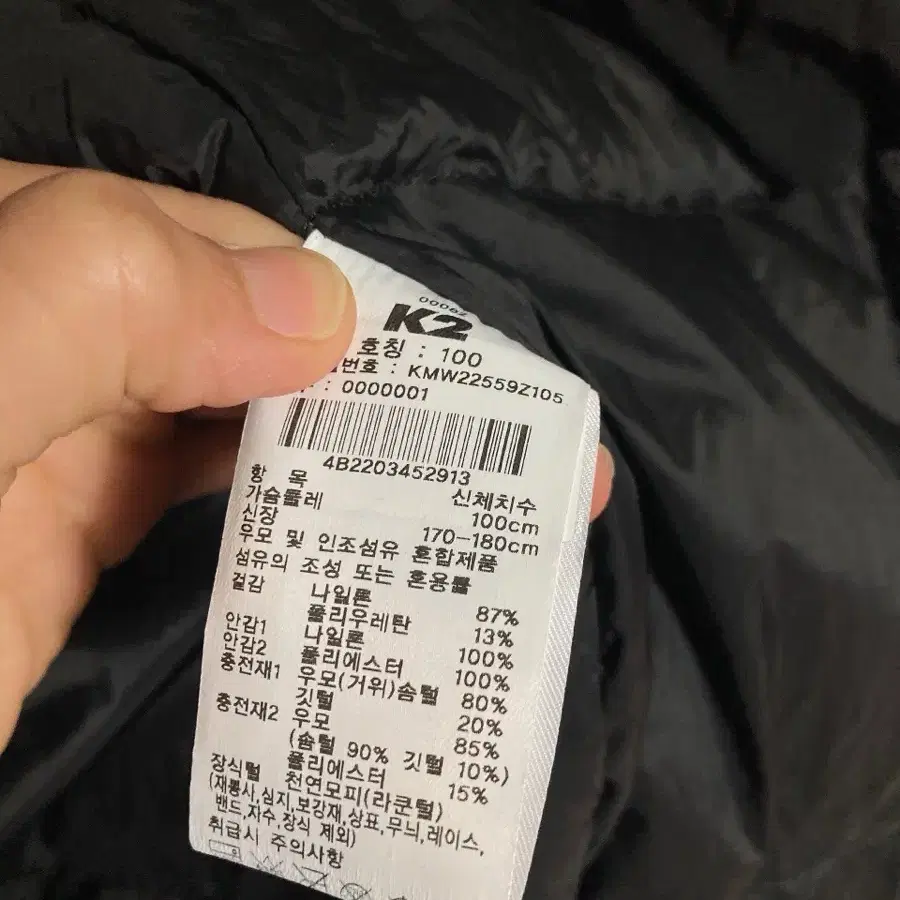 00062
K2
호칭 : 100
번호 : KMW22559Z105
: 0000001
4B2203452913
항 목 신체치수
가슴둘레 100cm
신장 170-180cm
우모 및 인조섬유 혼합제품
섬유의 조성 또는 혼용률
겉감 나일론 87%
폴리우레탄 13%
안감1 나일론 100%
안감2 폴리에스터 100%
충전재1 우모(거위)솜털 80%
깃털 20%
충전재2 우모 85%
(솜털 90% 깃털 10%)
폴리에스터 15%
장식털 천연모피(라쿤털)
(재봉사,심지,보강재,상표,무늬,레이스,
밴드,자수,장식 제외)
취급시 주의사항